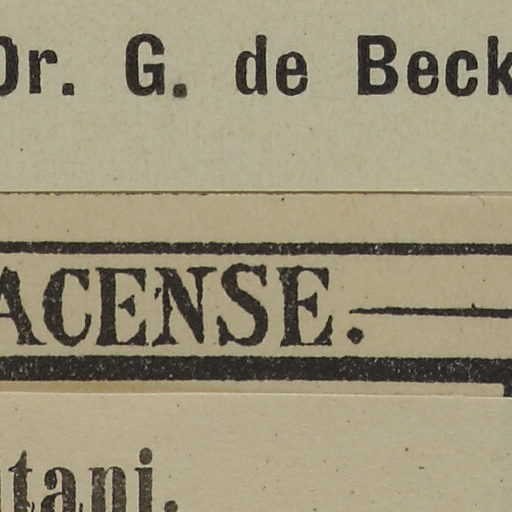 Dr. G. de Beck
ACENSE.
tani.